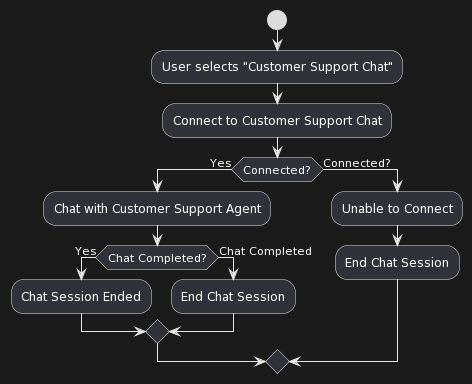 User selects "Customer Support Chat"
Connect to Customer Support Chat
Yes
Connected?
Connected?
Chat with Customer Support Agent
Unable to Connect
Yes
Chat Completed?
Chat Completed
End Chat Session
Chat Session Ended
End Chat Session